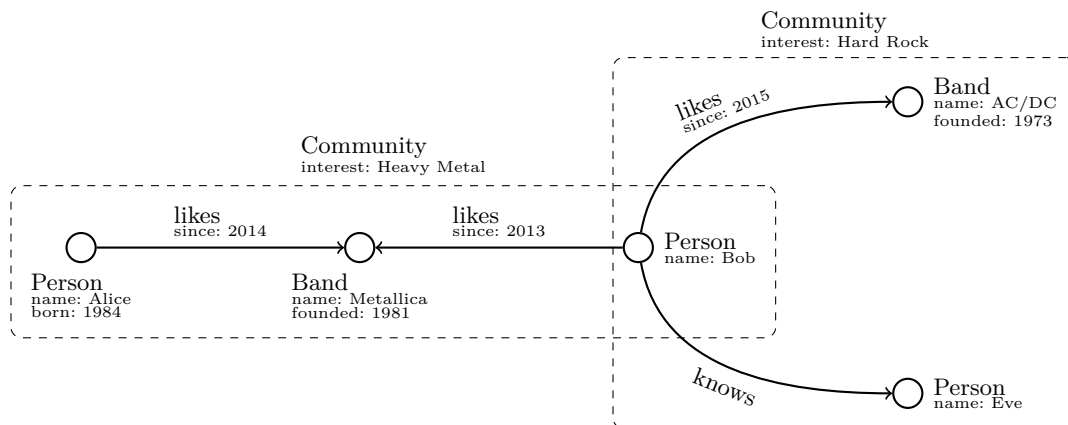 Community
interest: Hard Rock
likes
since: 2015
Band
name: AC/DC
founded: 1973
Community
interest: Heavy Metal
likes
since: 2014
likes
since: 2013
Person
name: Bob
Person
name: Alice
born: 1984
Band
name: Metallica
founded: 1981
knows
Person
name: Eve